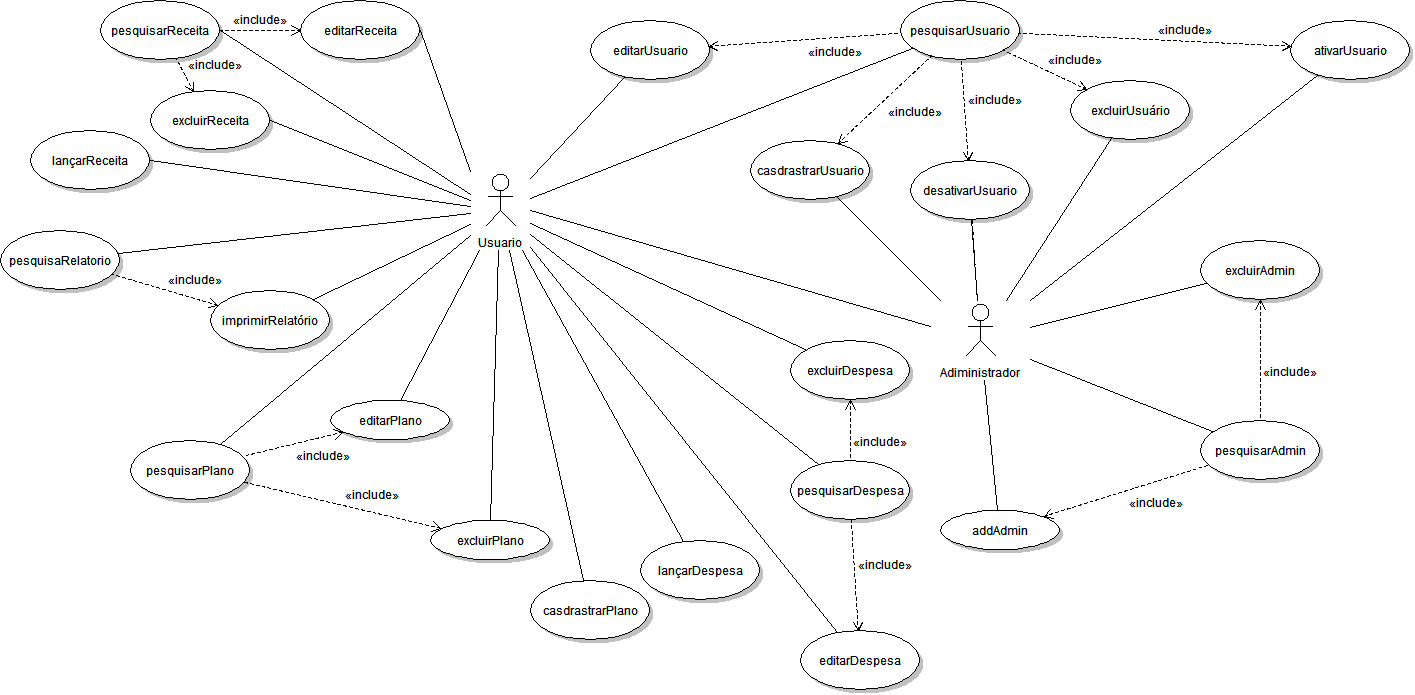 pesquisarReceita
«include»
editarReceita
editarUsuario
«include»
pesquisarUsuario
«include»
ativarUsuario
«include»
«include»
excluirReceita
lançarReceita
«include»
«include»
excluirUsuário
casdrastrarUsuario
desativarUsuario
Usuario
pesquisaRelatorio
«include»
imprimirRelatório
excluirAdmin
Adiministrador
«include»
excluirDespesa
editarPlano
«include»
«include»
pesquisarPlano
pesquisarAdmin
«include»
pesquisarDespesa
«include»
excluirPlano
addAdmin
«include»
lançarDespesa
casdrastrarPlano
editarDespesa